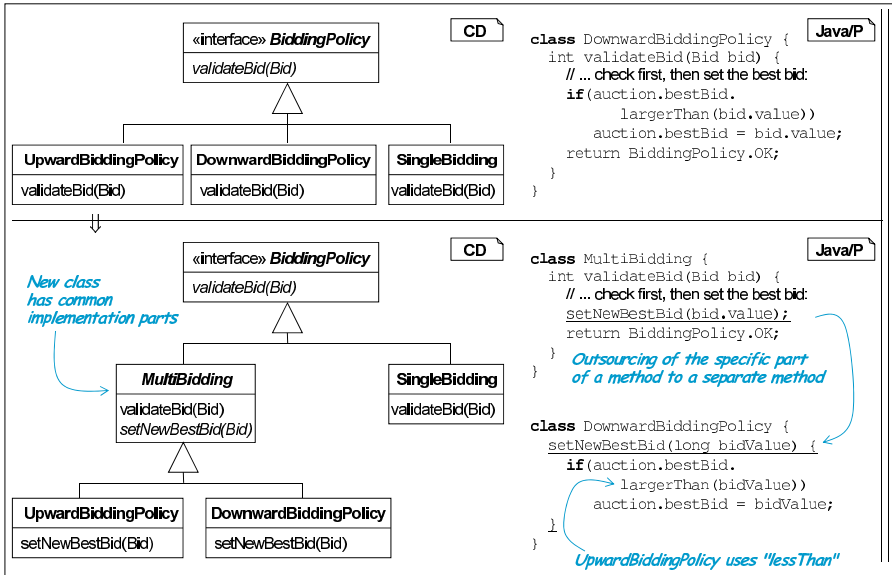 «interface» BiddingPolicy
validateBid(Bid)
CD
UpwardBiddingPolicy
validateBid(Bid)
DownwardBiddingPolicy
validateBid(Bid)
SingleBidding
validateBid(Bid)
Java/P
class DownwardBiddingPolicy {
int validateBid(Bid bid) {
// ... check first, then set the best bid:
if(auction.bestBid.
largerThan(bid.value))
auction.bestBid = bid.value;
return BiddingPolicy.OK;
}
}
⇓
«interface» BiddingPolicy
validateBid(Bid)
CD
New class
has common
implementation parts
MultiBidding
validateBid(Bid)
setNewBestBid(Bid)
SingleBidding
validateBid(Bid)
UpwardBiddingPolicy
setNewBestBid(Bid)
DownwardBiddingPolicy
setNewBestBid(Bid)
Java/P
class MultiBidding {
int validateBid(Bid bid) {
// ... check first, then set the best bid:
setNewBestBid(bid.value);
return BiddingPolicy.OK;
}
}
Outsourcing of the specific part
of a method to a separate method
class DownwardBiddingPolicy {
setNewBestBid(long bidValue) {
if(auction.bestBid.
largerThan(bidValue))
auction.bestBid = bidValue;
}
}
UpwardBiddingPolicy uses "lessThan"